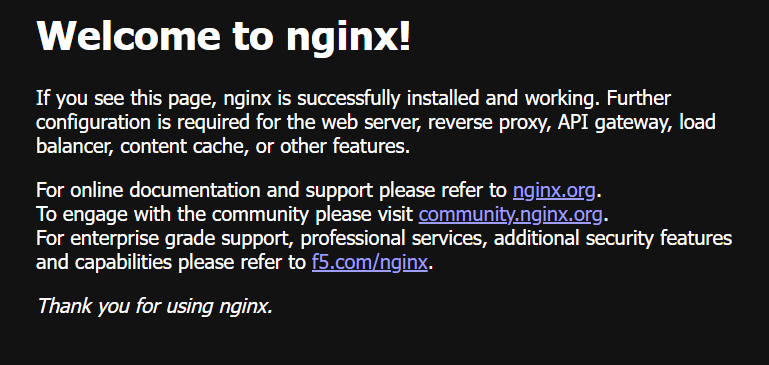 Welcome to nginx!
If you see this page, nginx is successfully installed and working. Further
configuration is required for the web server, reverse proxy, API gateway, load
balancer, content cache, or other features.
For online documentation and support please refer to nginx.org.
To engage with the community please visit community.nginx.org.
For enterprise grade support, professional services, additional security features
and capabilities please refer to f5.com/nginx.
Thank you for using nginx.